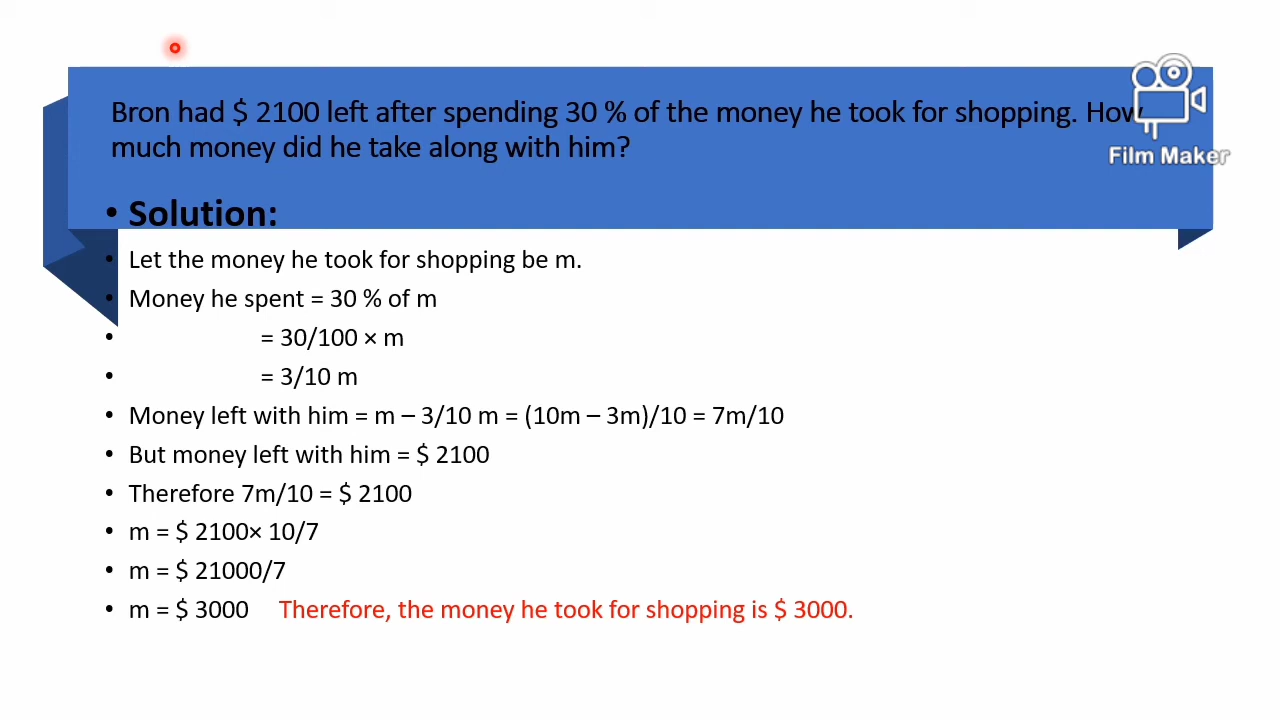 Bron had $ 2100 left after spending 30 % of the money he took for shopping. How
much money did he take along with him?
Film Maker
• Solution:
• Let the money he took for shopping be m.
• Money he spent = 30 % of m
• = 30/100 × m
• = 3/10 m
• Money left with him = m – 3/10 m = (10m – 3m)/10 = 7m/10
• But money left with him = $ 2100
• Therefore 7m/10 = $ 2100
• m = $ 2100× 10/7
• m = $ 21000/7
• m = $ 3000 Therefore, the money he took for shopping is $ 3000.